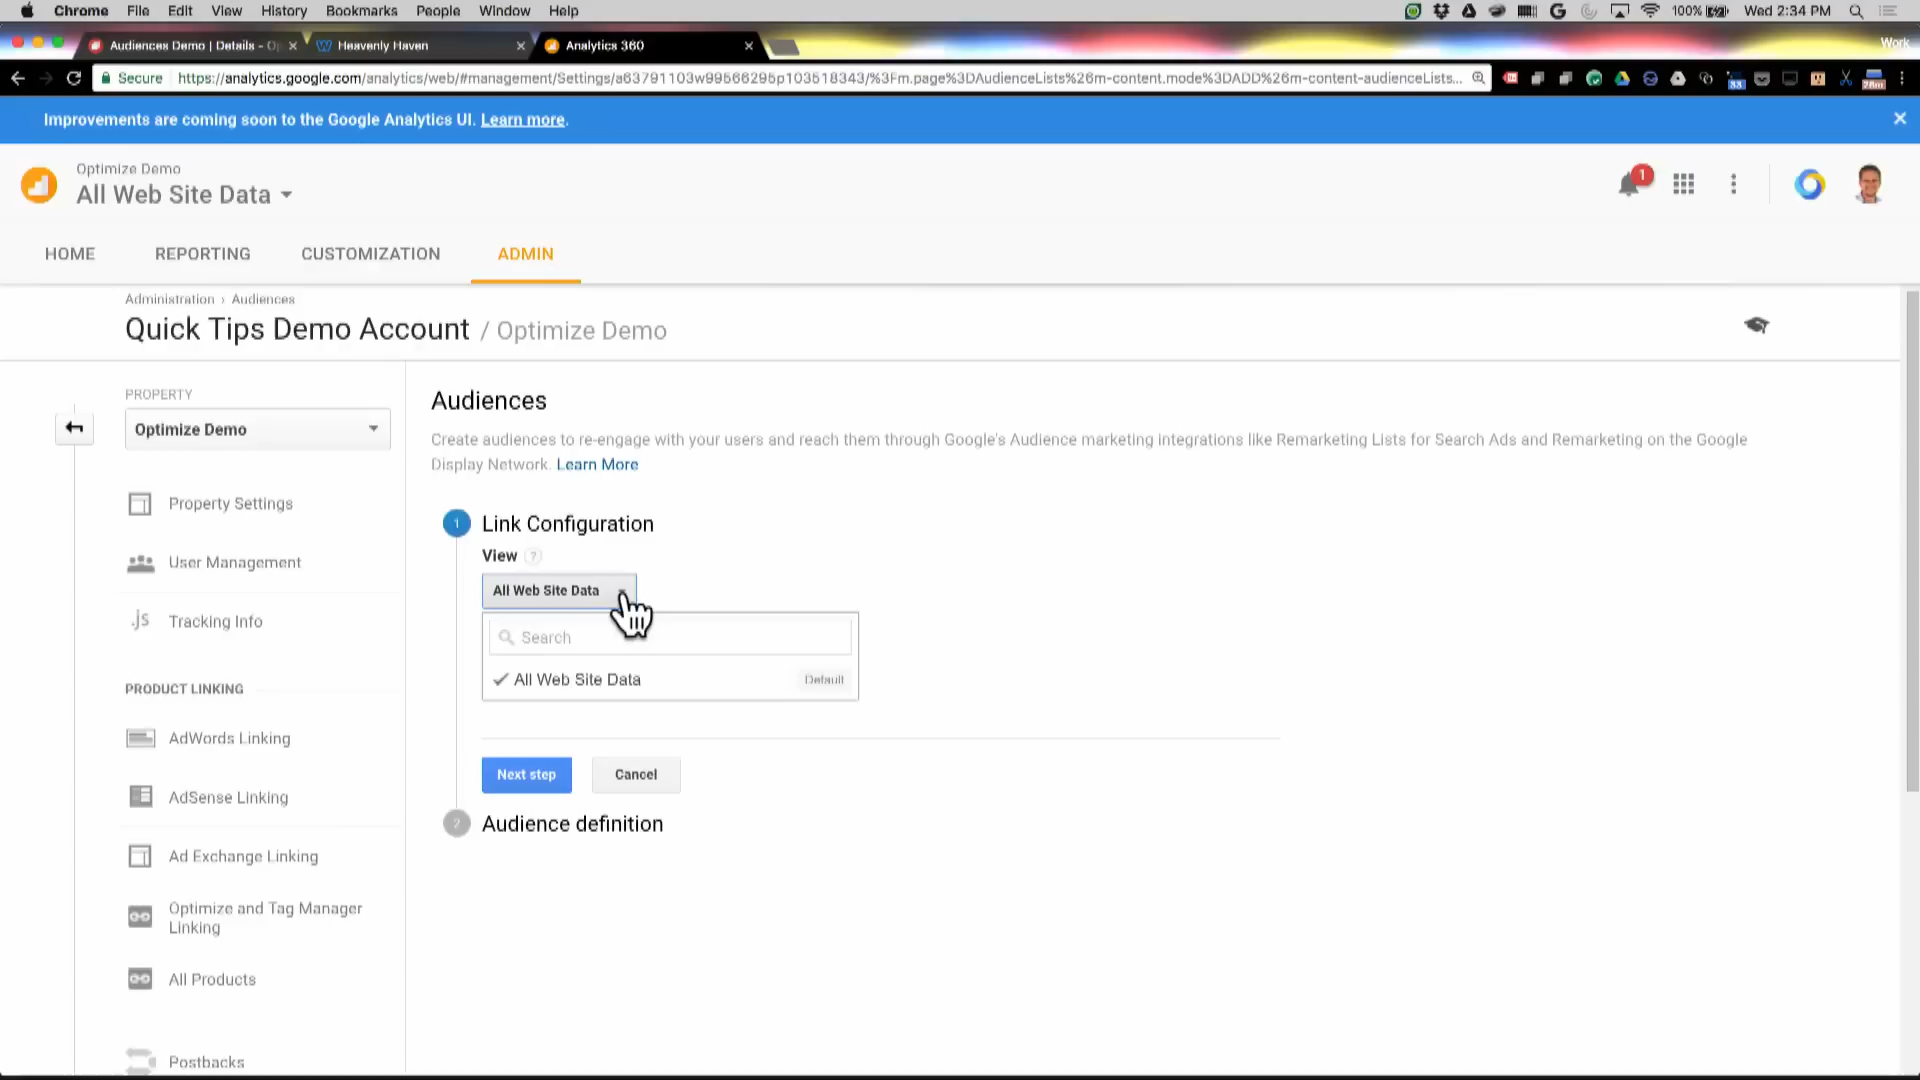 Chrome File Edit View History Bookmarks People Window Help 100% Wed 2:34 PM
Audiences Demo | Details - O
Heavenly Haven
Analytics 360
Work
Secure https://analytics.google.com/analytics/web/#management/Settings/a63791103w99566295p103518343/%3Fm.page%3DAudienceLists%26m-content.mode%3DADD%26m-content-audienceLists...
Improvements are coming soon to the Google Analytics UI. Learn more.
Optimize Demo
All Web Site Data
1
HOME REPORTING CUSTOMIZATION ADMIN
Administration › Audiences
Quick Tips Demo Account / Optimize Demo
PROPERTY
Optimize Demo
Property Settings
User Management
.js Tracking Info
PRODUCT LINKING
AdWords Linking
AdSense Linking
Ad Exchange Linking
Optimize and Tag Manager
Linking
All Products
Postbacks
Audiences
Create audiences to re-engage with your users and reach them through Google's Audience marketing integrations like Remarketing Lists for Search Ads and Remarketing on the Google
Display Network. Learn More
1 Link Configuration
View ?
All Web Site Data
Search
All Web Site Data Default
Next step Cancel
2 Audience definition